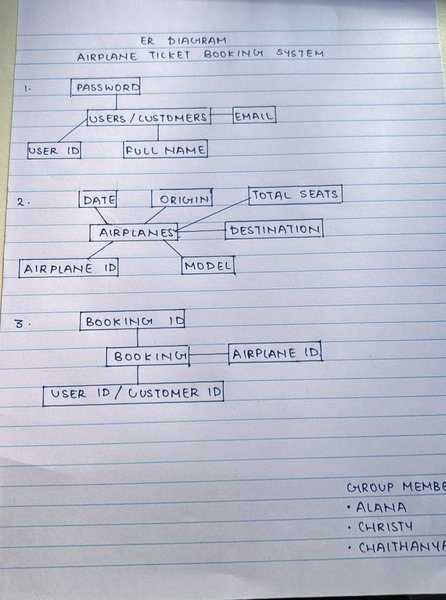 ER DIAGRAM
AIRPLANE TICKET BOOKING SYSTEM
1.
PASSWORD
USERS / CUSTOMERS
EMAIL
USER ID
FULL NAME
2.
DATE
ORIGIN
TOTAL SEATS
AIRPLANES
DESTINATION
AIRPLANE ID
MODEL
3.
BOOKING ID
BOOKING
AIRPLANE ID
USER ID / CUSTOMER ID
GROUP MEMBE
• ALANA
• CHRISTY
• CHAITHANYA